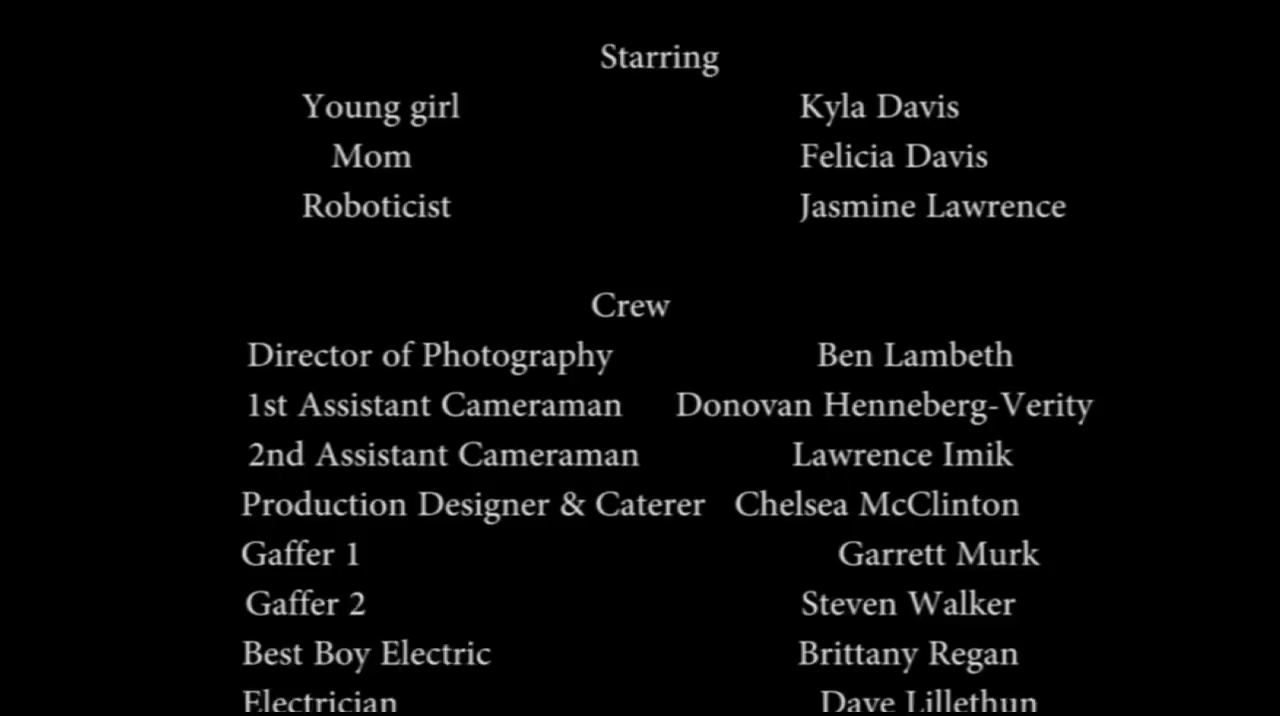 Starring
Young girl Kyla Davis
Mom Felicia Davis
Roboticist Jasmine Lawrence
Crew
Director of Photography Ben Lambeth
1st Assistant Cameraman Donovan Henneberg-Verity
2nd Assistant Cameraman Lawrence Imik
Production Designer & Caterer Chelsea McClinton
Gaffer 1 Garrett Murk
Gaffer 2 Steven Walker
Best Boy Electric Brittany Regan
Electrician Dave Lillethun